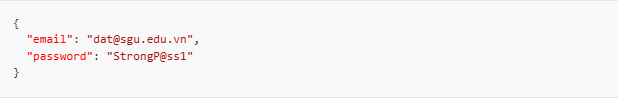 {
"email": "dat@sgu.edu.vn",
"password": "StrongP@ss1"
}